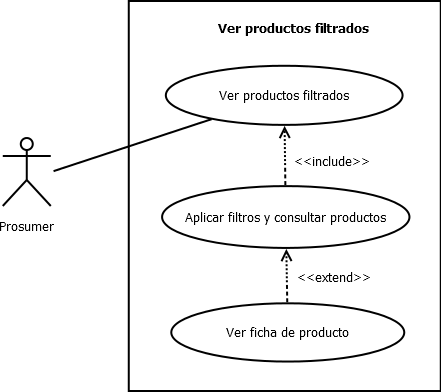 Ver productos filtrados
Ver productos filtrados
<<include>>
Aplicar filtros y consultar productos
Prosumer
<<extend>>
Ver ficha de producto